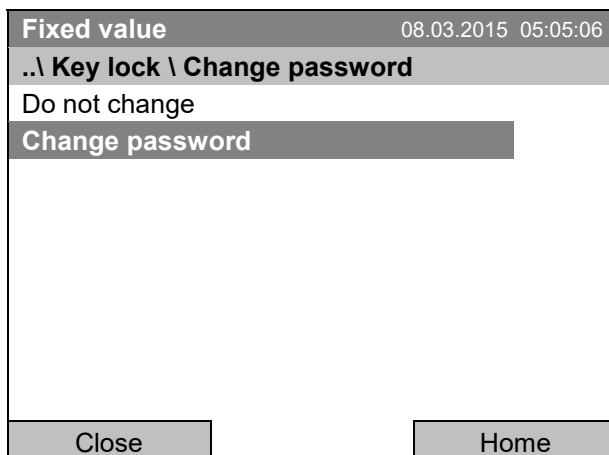 Fixed value 08.03.2015 05:05:06
..\ Key lock \ Change password
Do not change
Change password
Close Home